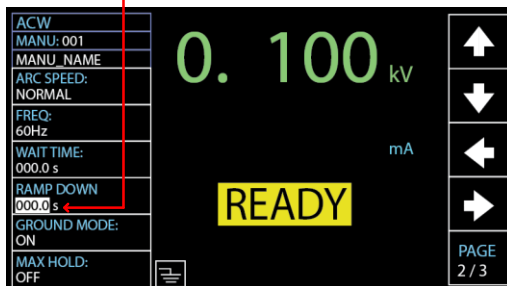 ACW
MANU: 001
MANU_NAME
ARC SPEED:
NORMAL
FREQ:
60Hz
WAIT TIME:
000.0 s
RAMP DOWN
000.0 s
GROUND MODE:
ON
MAX HOLD:
OFF
0. 100 kV
mA
READY
PAGE
2 / 3